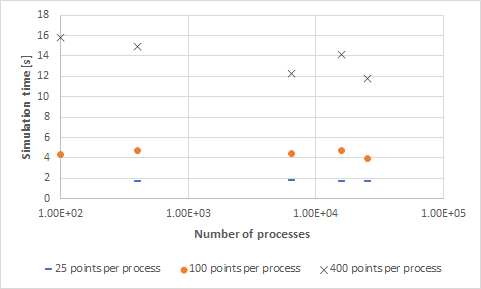 18
16
14
12
10
8
6
4
2
0
Simulation time [s]
1.00E+02 1.00E+03 1.00E+04 1.00E+05
Number of processes
25 points per process 100 points per process 400 points per process